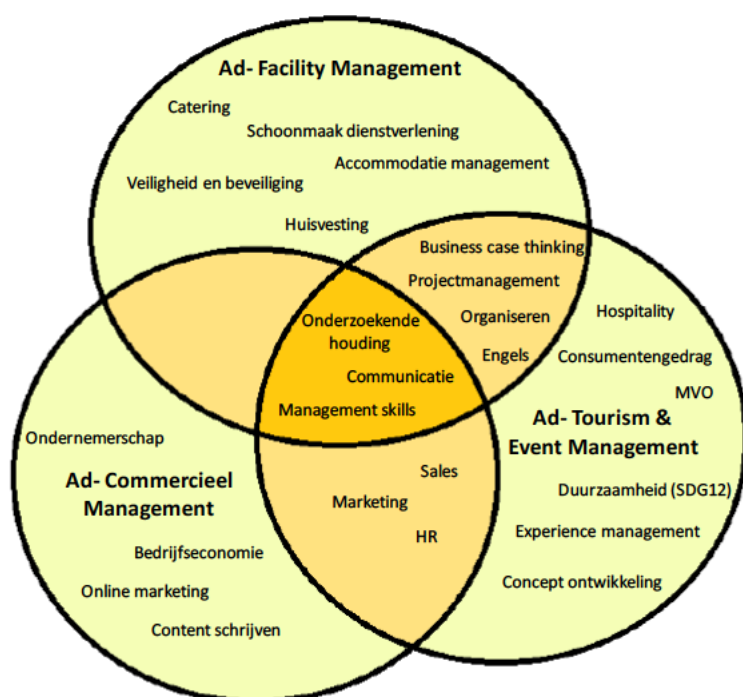 Ad- Facility Management
Catering
Schoonmaak dienstverlening
Accommodatie management
Veiligheid en beveiliging
Huisvesting
Business case thinking
Projectmanagement
Organiseren
Engels
Hospitality
Consumentengedrag
MVO
Ad- Tourism &
Event Management
Duurzaamheid (SDG12)
Experience management
Concept ontwikkeling
Onderzoekende
houding
Communicatie
Management skills
Sales
Marketing
HR
Ondernemerschap
Ad- Commercieel
Management
Bedrijfseconomie
Online marketing
Content schrijven